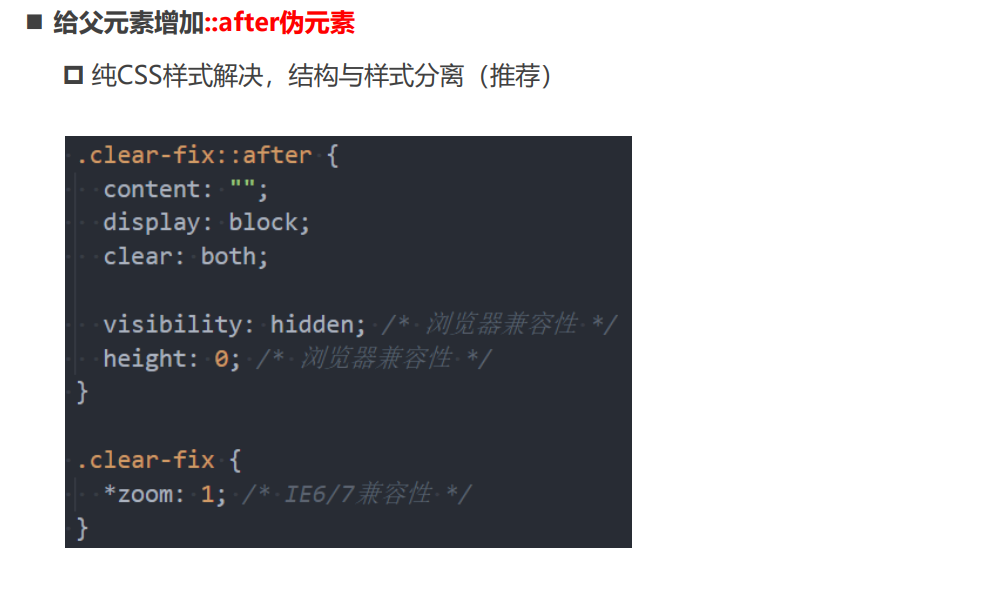 给父元素增加::after伪元素
纯CSS样式解决，结构与样式分离（推荐）
.clear-fix::after {
content: "";
display: block;
clear: both;
visibility: hidden; /* 浏览器兼容性 */
height: 0; /* 浏览器兼容性 */
}
.clear-fix {
*zoom: 1; /* IE6/7兼容性 */
}